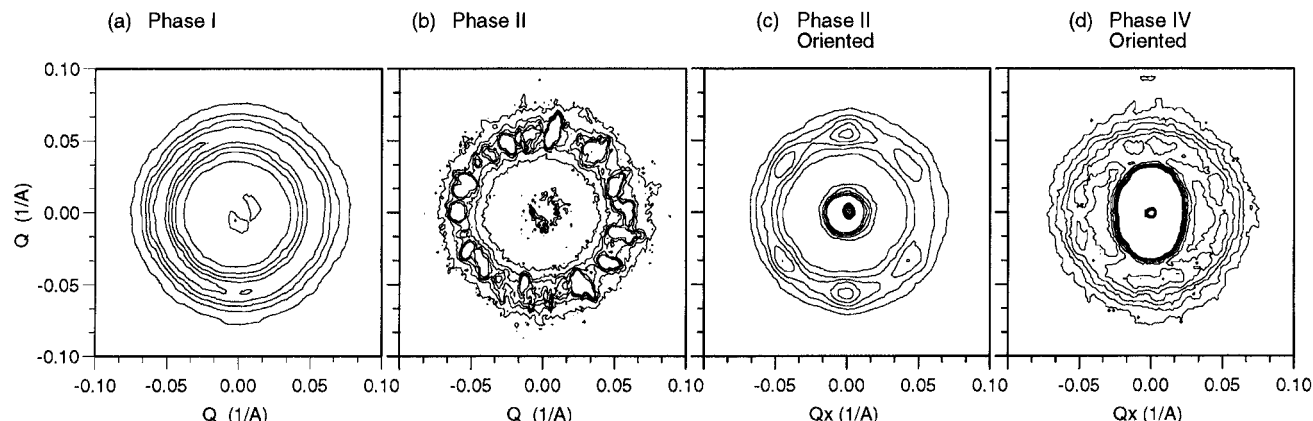 (a) Phase I
(b) Phase II
(c) Phase II
Oriented
(d) Phase IV
Oriented
Q (1/A)
0.10
0.05
0.00
-0.05
-0.10
-0.10 -0.05 0.00 0.05 0.10
-0.05 0.00 0.05 0.10
-0.05 0.00 0.05 0.10
-0.05 0.00 0.05 0.10
Q (1/A)
Q (1/A)
Qx (1/A)
Qx (1/A)